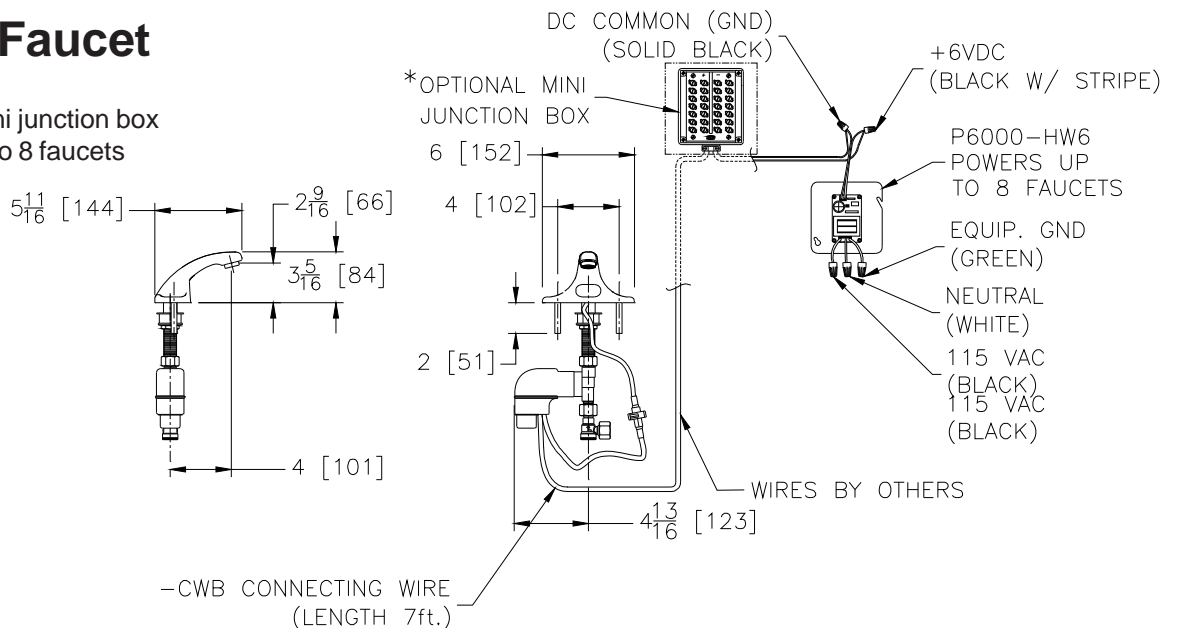 Faucet
ni junction box
o 8 faucets
DC COMMON (GND)
(SOLID BLACK)
*OPTIONAL MINI
JUNCTION BOX
+6VDC
(BLACK W/ STRIPE)
P6000-HW6
POWERS UP
TO 8 FAUCETS
EQUIP. GND
(GREEN)
NEUTRAL
(WHITE)
115 VAC
(BLACK)
115 VAC
(BLACK)
5 11/16 [144]
2 9/16 [66]
3 5/16 [84]
4 [101]
6 [152]
4 [102]
2 [51]
WIRES BY OTHERS
4 13/16 [123]
-CWB CONNECTING WIRE
(LENGTH 7ft.)